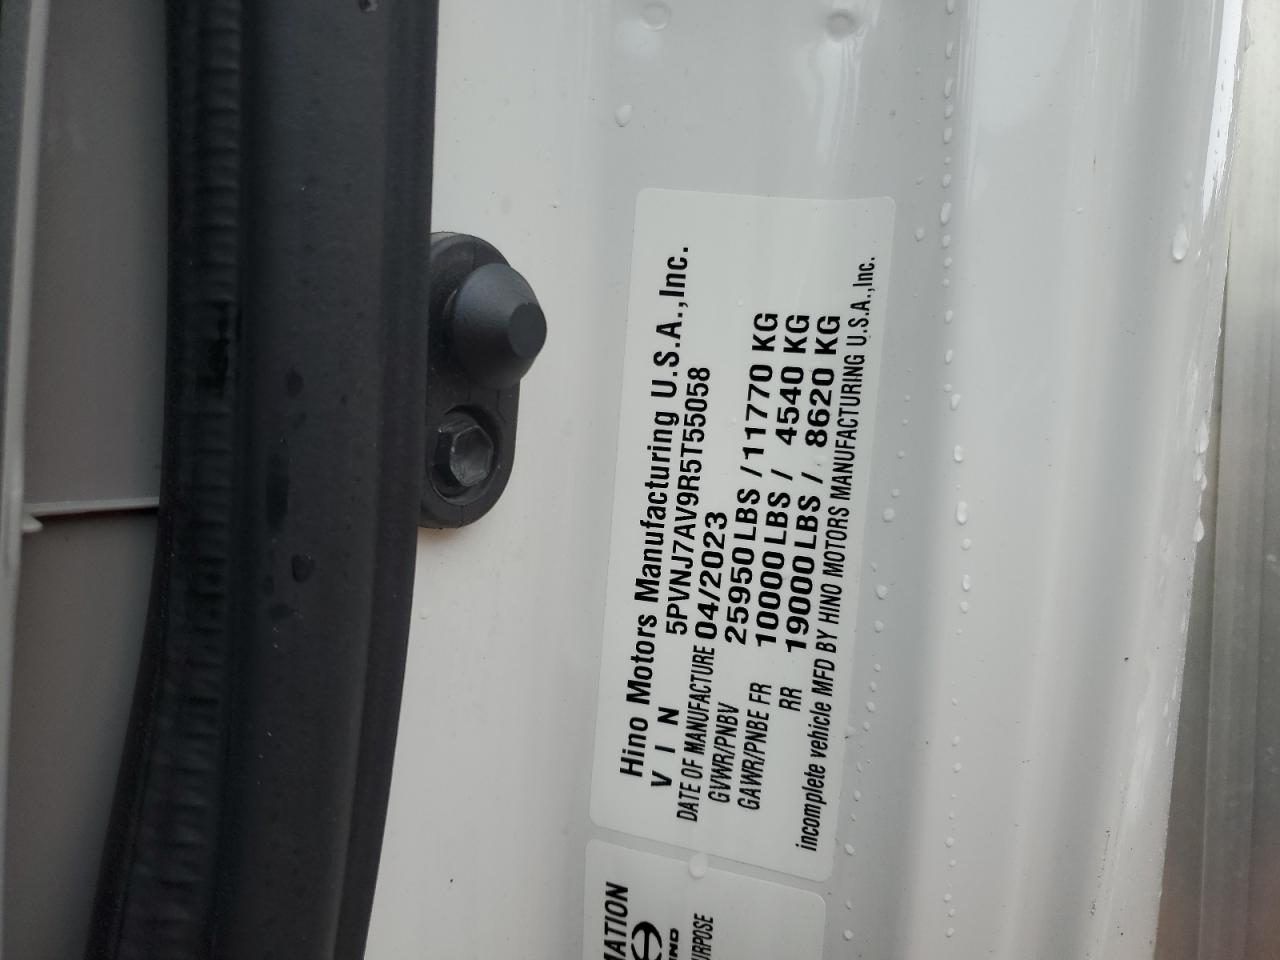 Hino Motors Manufacturing U.S.A.,Inc.
V I N 5PVNJ7AV9R5T55058
DATE OF MANUFACTURE 04/2023
GVWR/PNBV 25950 LBS / 11770 KG
GAWR/PNBE FR 10000 LBS / 4540 KG
RR 19000 LBS / 8620 KG
incomplete vehicle MFD BY HINO MOTORS MANUFACTURING U.S.A.,Inc.